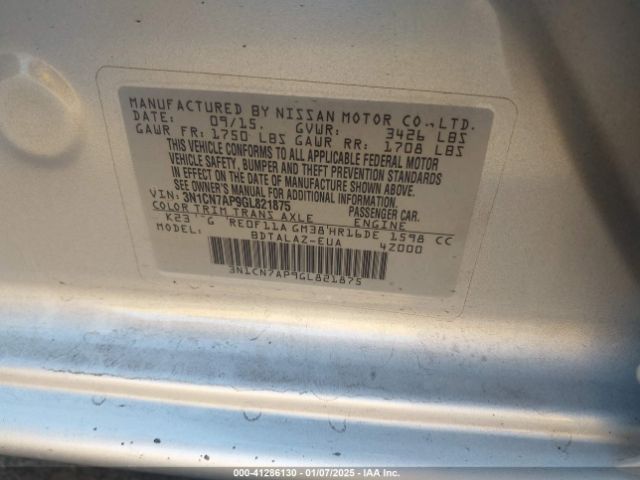 MANUFACTURED BY NISSAN MOTOR CO.,LTD.
DATE: 09/15, GVWR: 3426 LBS
GAWR FR: 1750 LBS GAWR RR: 1708 LBS
THIS VEHICLE CONFORMS TO ALL APPLICABLE FEDERAL MOTOR
VEHICLE SAFETY, BUMPER AND THEFT PREVENTION STANDARDS
IN EFFECT ON THE DATE OF MANUFACTURE SHOWN ABOVE.
SEE OWNER'S MANUAL FOR ADDITIONAL INFORMATION.
VIN: 3N1CN7AP9GL821875 PASSENGER CAR.
COLOR TRIM TRANS AXLE ENGINE
K23 G RE0F11A GM38 HR16DE 1598 CC
MODEL: BDTALAZ-EUA 4Z000
3N1CN7AP9GL821875
000-41286130 - 01/07/2025 - IAA Inc.